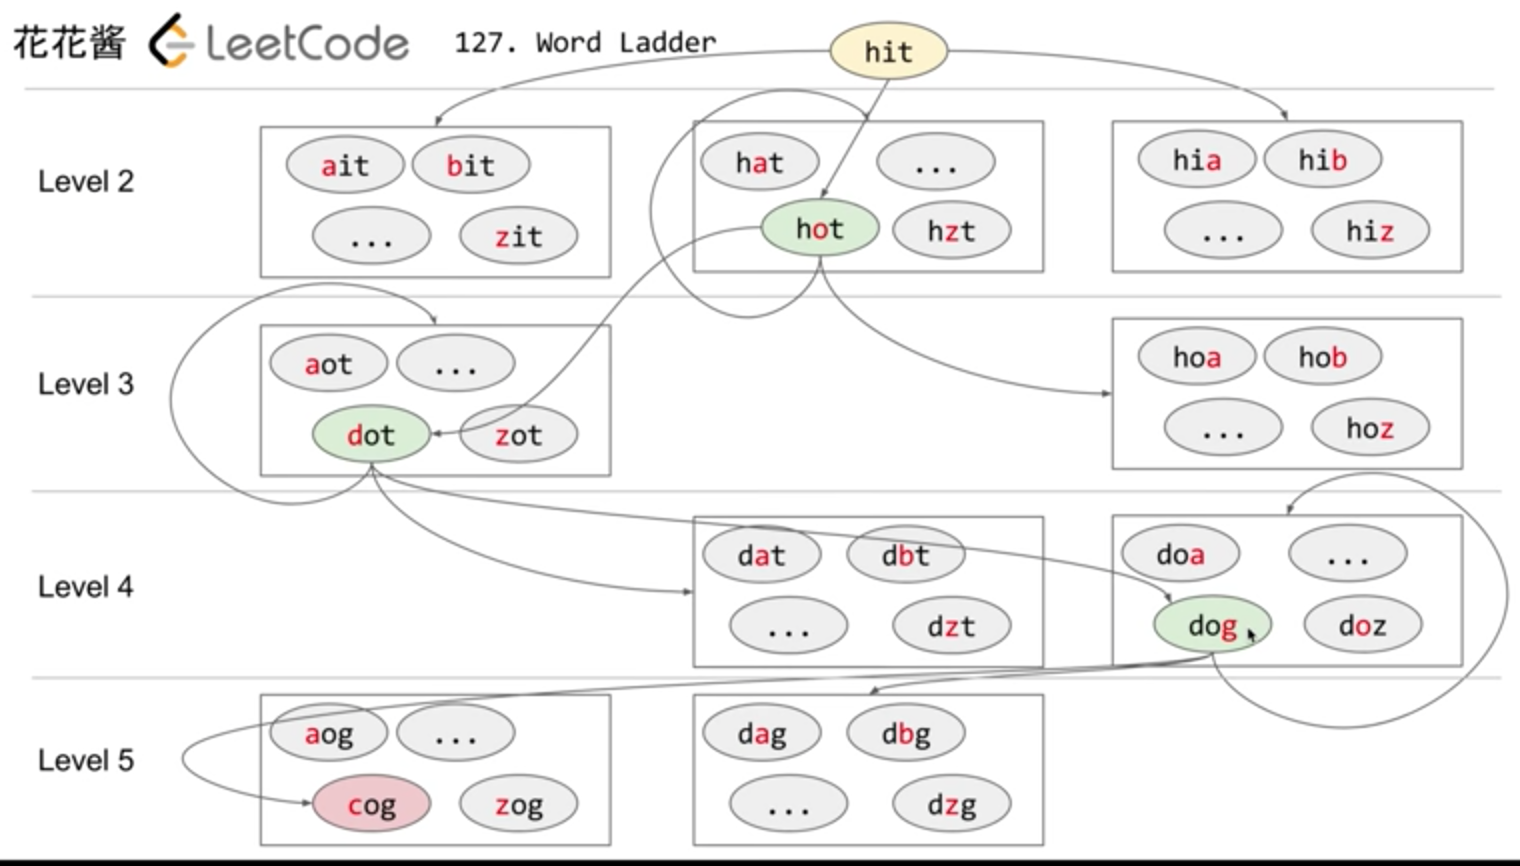 花花酱 LeetCode 127. Word Ladder
hit
Level 2
ait bit
... zit
hat ...
hot hzt
hia hib
... hiz
Level 3
aot ...
dot zot
hoa hob
... hoz
Level 4
dat dbt
... dzt
doa ...
dog doz
Level 5
aog ...
cog zog
dag dbg
... dzg